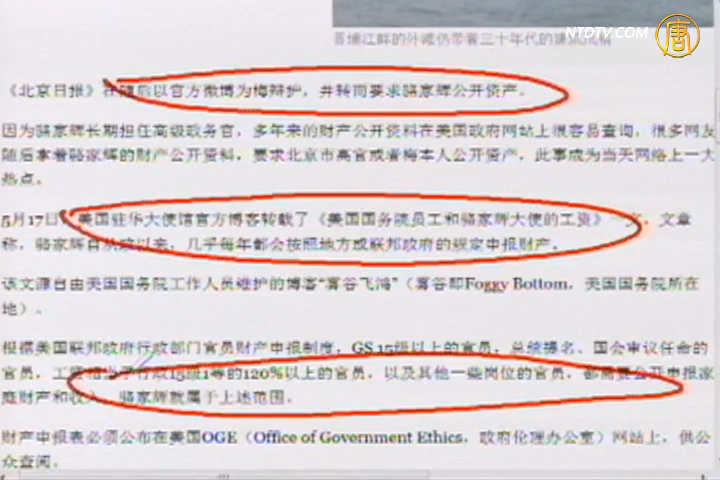 NTDTV.COM
唐
黄埔江畔的外滩仍带着三十年代的建筑风格
《北京日报》在随后以官方微博为梅辩护，并转而要求骆家辉公开资产。
因为骆家辉长期担任高级政务官，多年来的财产公开资料在美国政府网站上很容易查询，很多网友
随后拿着骆家辉的财产公开资料，要求北京市高官或者梅本人公开资产，此事成为当天网络上一大
热点。
5月17日，美国驻华大使馆官方博客转载了《美国国务院员工和骆家辉大使的工资》一文，文章
称，骆家辉自从政以来，几乎每年都会按照地方或联邦政府的规定申报财产。
该文源自由美国国务院工作人员维护的博客“雾谷飞鸿”（雾谷即Foggy Bottom，美国国务院所在
地）。
根据美国联邦政府行政部门官员财产申报制度，GS.15级以上的官员，总统提名、国会审议任命的
官员，工资相当于行政15级1等的120%以上的官员，以及其他一些岗位的官员，都需要公开申报家
庭财产和收入，骆家辉就属于上述范围。
财产申报表必须公布在美国OGE（Office of Government Ethics，政府伦理办公室）网站上，供公
众查阅。